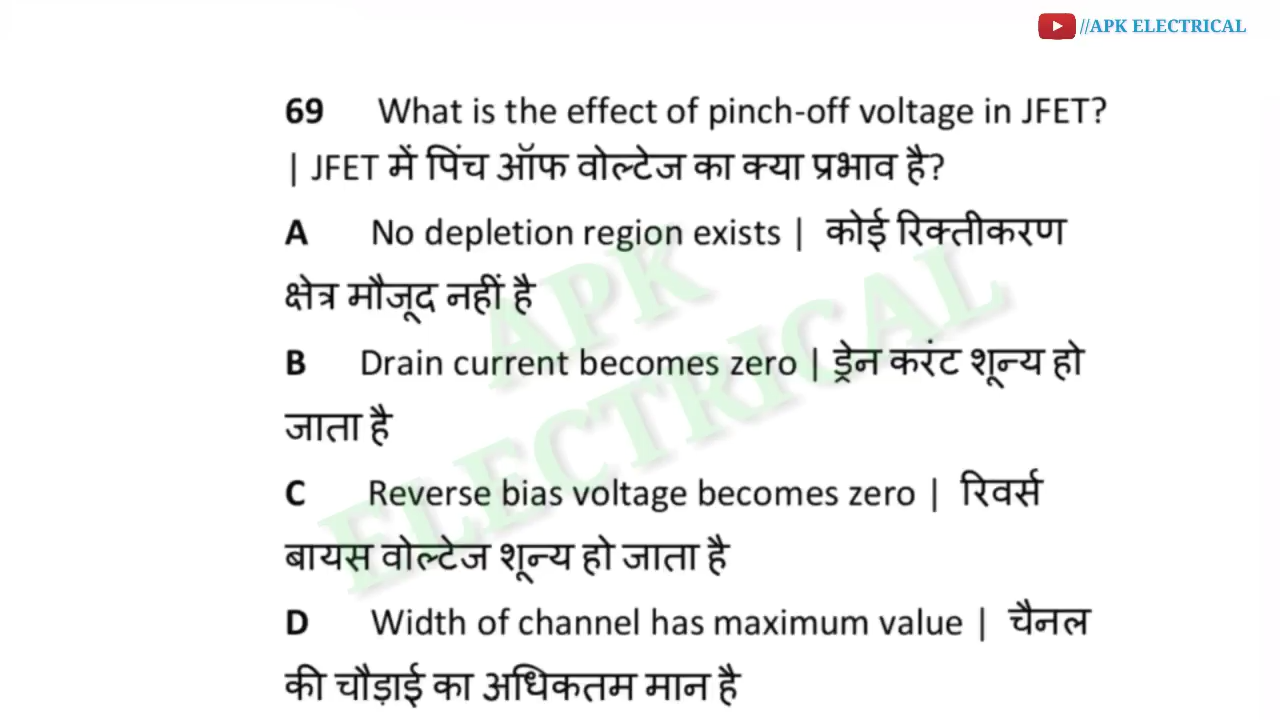 //APK ELECTRICAL
69 What is the effect of pinch-off voltage in JFET?
| JFET में पिंच ऑफ वोल्टेज का क्या प्रभाव है?
A No depletion region exists | कोई रिक्तीकरण
क्षेत्र मौजूद नहीं है
B Drain current becomes zero | ड्रेन करंट शून्य हो
जाता है
C Reverse bias voltage becomes zero | रिवर्स
बायस वोल्टेज शून्य हो जाता है
D Width of channel has maximum value | चैनल
की चौड़ाई का अधिकतम मान है
APK
ELECTRICAL